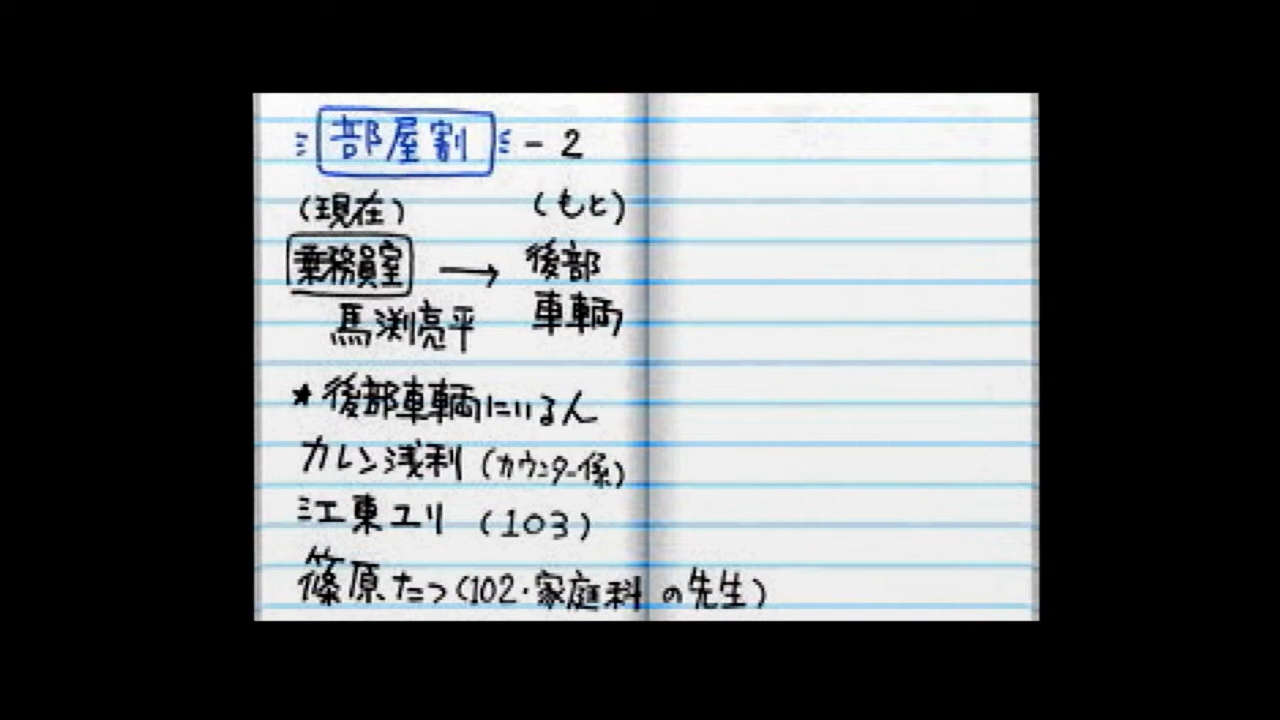 部屋割 - 2
(現在) (もと)
乗務員室 → 後部
馬渕亮平 車輌
★後部車輌にいる人
カレン浅利 (カウンター係)
江東ユリ (103)
篠原たつ(102・家庭科の先生)